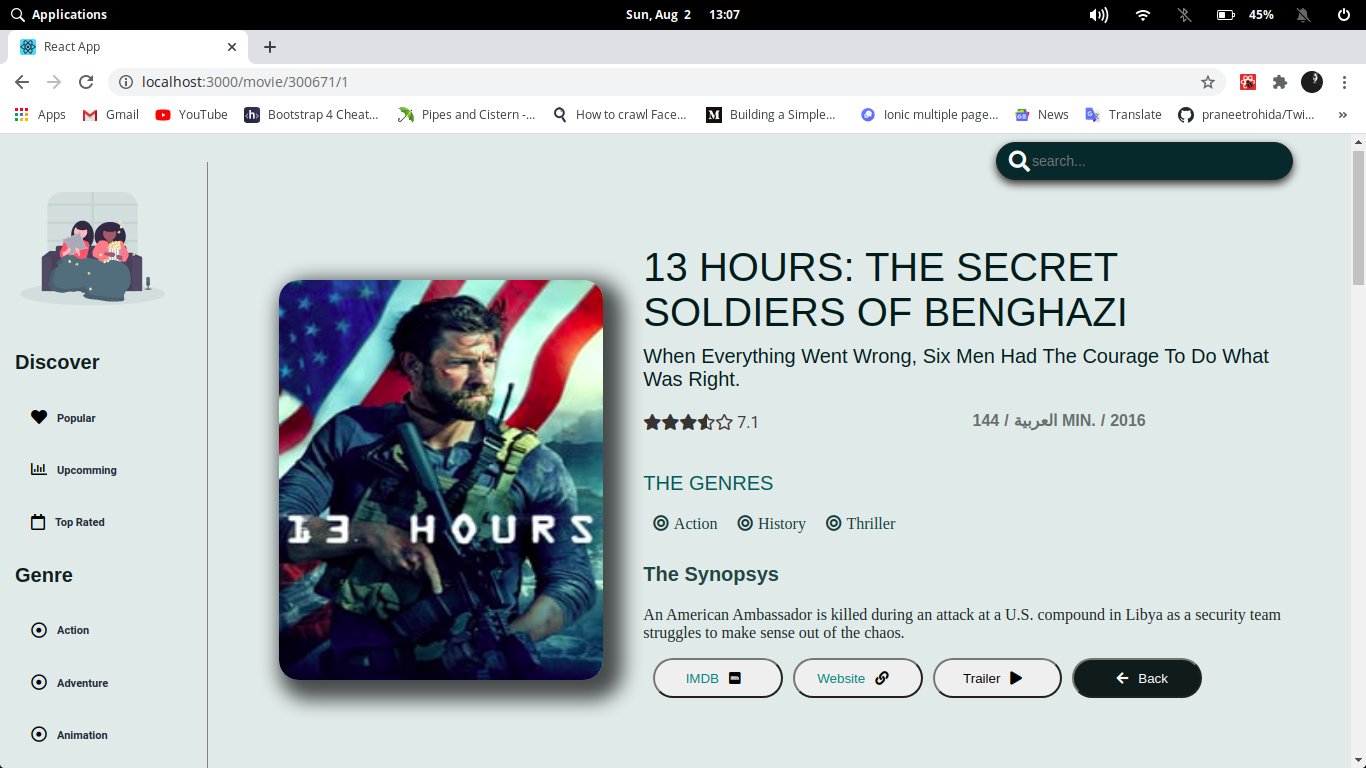 Applications
Sun, Aug 2 13:07
45%
React App
localhost:3000/movie/300671/1
Apps
Gmail
YouTube
Bootstrap 4 Cheat...
Pipes and Cistern -...
How to crawl Face...
Building a Simple...
Ionic multiple page...
News
Translate
praneetrohida/Twi...
»
search...
Discover
Popular
Upcomming
Top Rated
Genre
Action
Adventure
Animation
13 HOURS
13 HOURS: THE SECRET
SOLDIERS OF BENGHAZI
When Everything Went Wrong, Six Men Had The Courage To Do What
Was Right.
7.1
144 / العربية MIN. / 2016
THE GENRES
Action
History
Thriller
The Synopsys
An American Ambassador is killed during an attack at a U.S. compound in Libya as a security team
struggles to make sense out of the chaos.
IMDB
Website
Trailer
Back